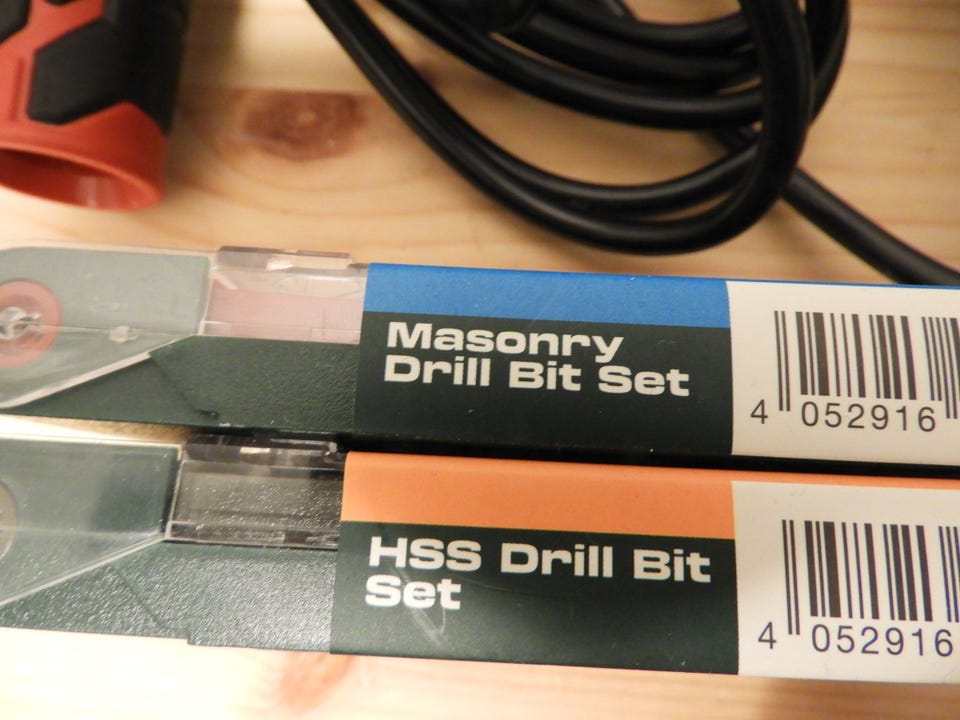 Masonry
Drill Bit Set
4 052916
HSS Drill Bit
Set
4 052916